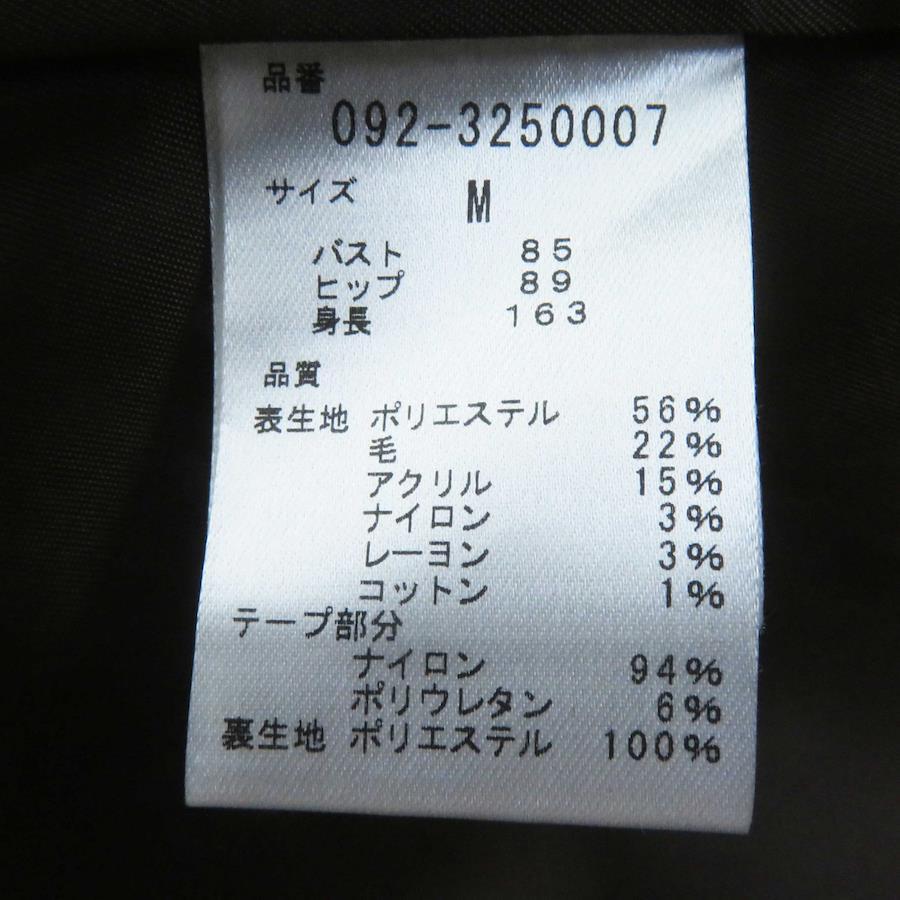 品番
092-3250007
サイズ M
バスト 85
ヒップ 89
身長 163
品質
表生地 ポリエステル 56%
毛 22%
アクリル 15%
ナイロン 3%
レーヨン 3%
コットン 1%
テープ部分
ナイロン 94%
ポリウレタン 6%
裏生地 ポリエステル 100%